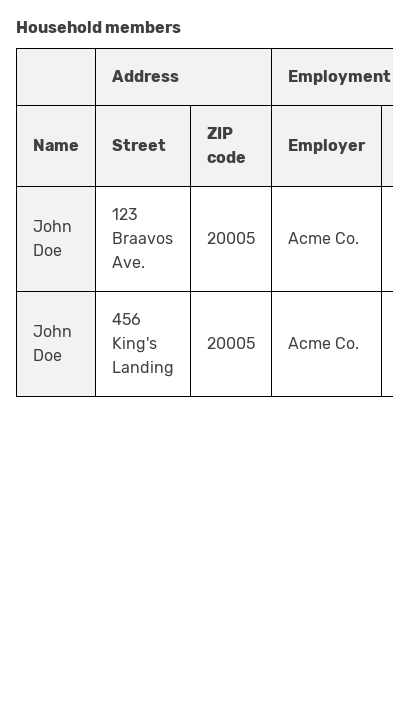 Household members
Address Employment
Name Street ZIP code Employer
John Doe 123 Braavos Ave. 20005 Acme Co.
John Doe 456 King's Landing 20005 Acme Co.